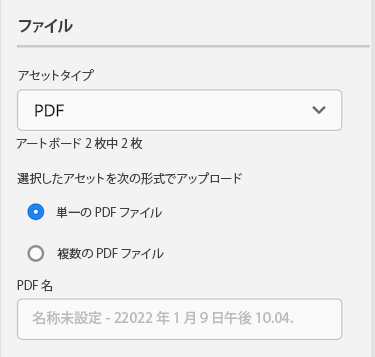 ファイル
アセットタイプ
PDF
アートボード 2 枚中 2 枚
選択したアセットを次の形式でアップロード
単一の PDF ファイル
複数の PDF ファイル
PDF 名
名称未設定 - 22022 年 1 月 9 日午後 10.04.